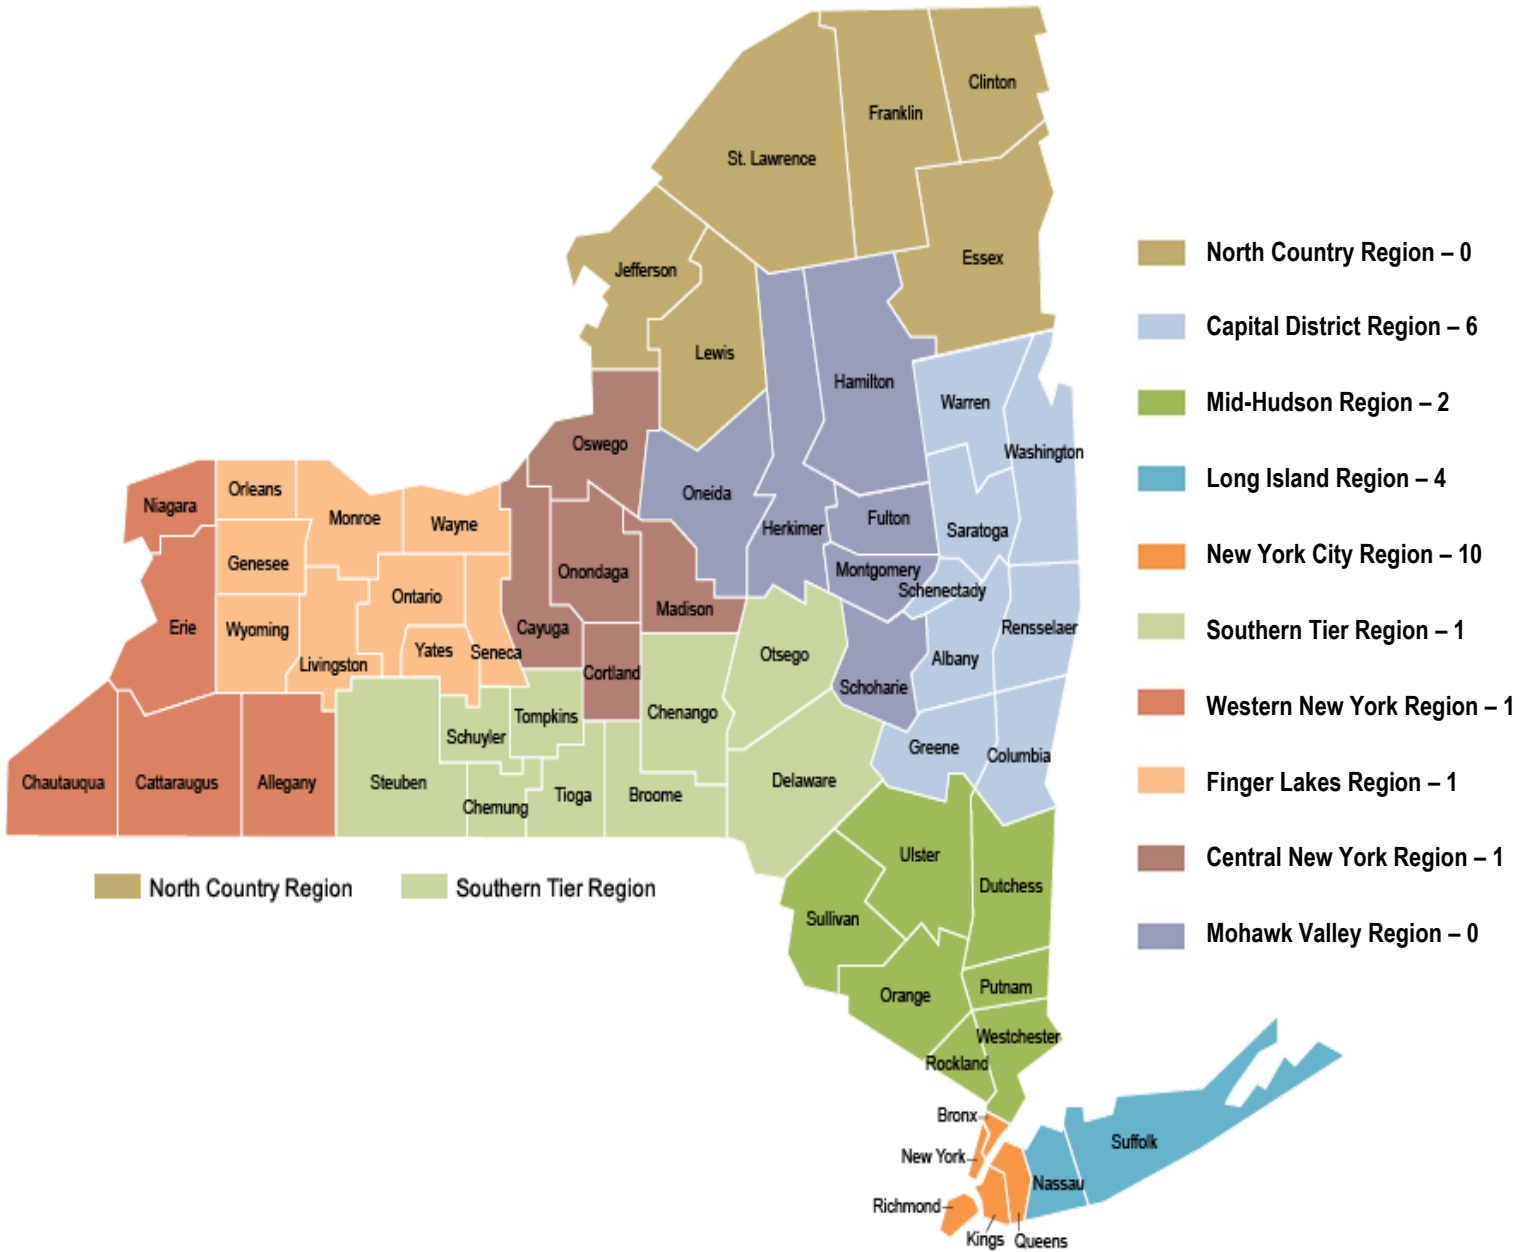 Clinton
Franklin
St. Lawrence
Essex
Jefferson
Lewis
Hamilton
Warren
Washington
Oswego
Oneida
Herkimer
Fulton
Saratoga
Montgomery
Schenectady
Niagara
Orleans
Monroe
Wayne
Genesee
Onondaga
Ontario
Madison
Erie
Wyoming
Cayuga
Rensselaer
Livingston
Yates
Seneca
Otsego
Albany
Cortland
Schoharie
Chenango
Tompkins
Schuyler
Greene
Columbia
Chautauqua
Cattaraugus
Allegany
Steuben
Chemung
Tioga
Broome
Delaware
Ulster
Dutchess
Sullivan
Orange
Putnam
Westchester
Rockland
Bronx
New York
Richmond
Kings
Queens
Nassau
Suffolk
North Country Region
Southern Tier Region
North Country Region – 0
Capital District Region – 6
Mid-Hudson Region – 2
Long Island Region – 4
New York City Region – 10
Southern Tier Region – 1
Western New York Region – 1
Finger Lakes Region – 1
Central New York Region – 1
Mohawk Valley Region – 0